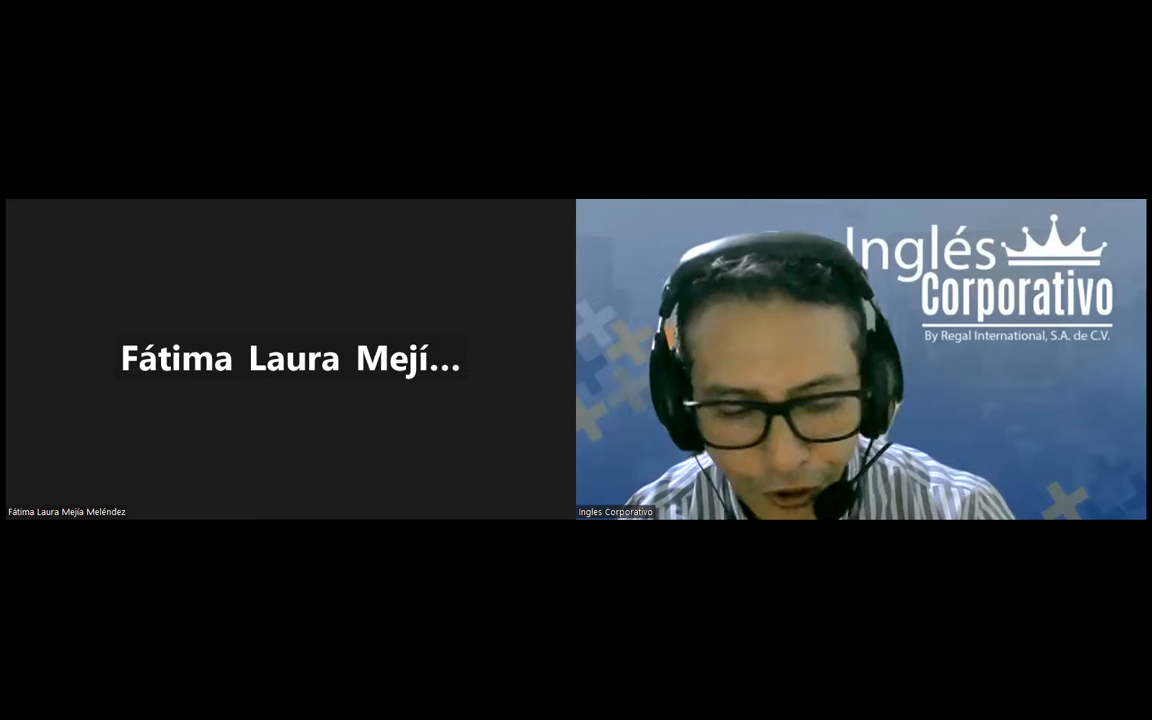 Fátima Laura Mejí...
Fátima Laura Mejía Meléndez
Inglés
Corporativo
By Regal International, S.A. de C.V.
Ingles Corporativo